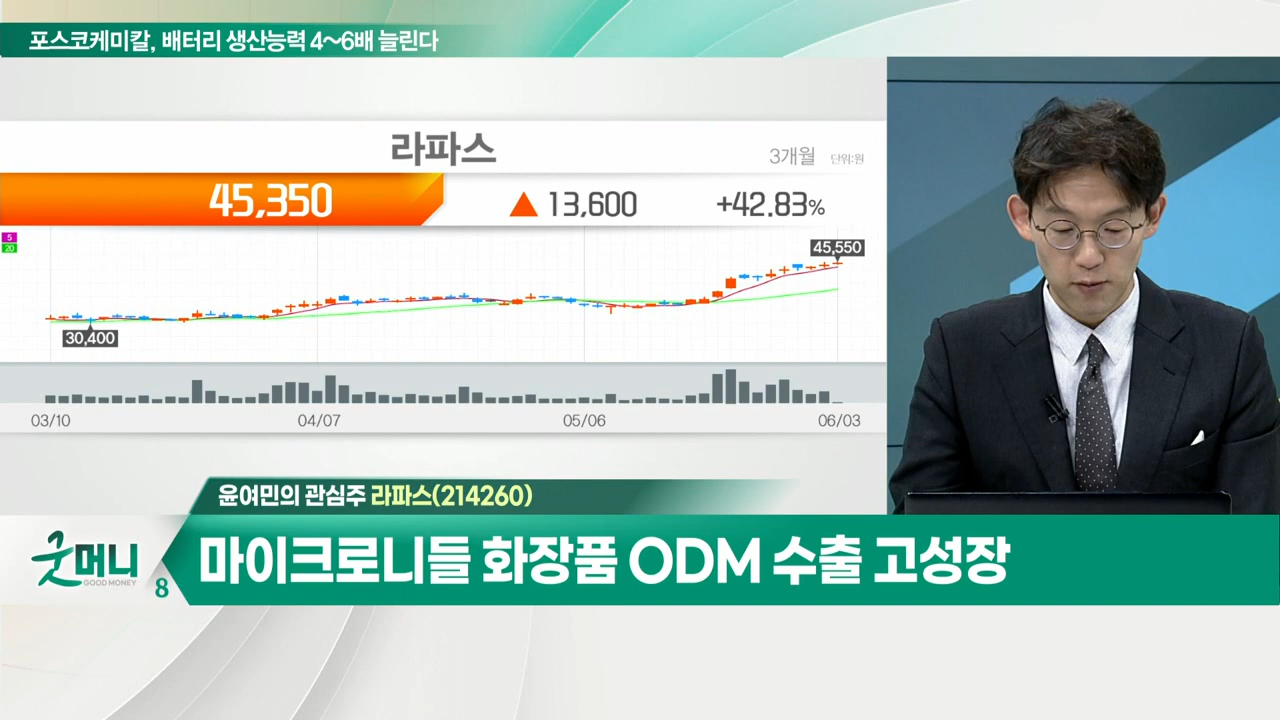 포스코케미칼, 배터리 생산능력 4~6배 늘린다
라파스
3개월 단위:원
45,350 ▲ 13,600 +42.83%
5
20
45,550
30,400
03/10 04/07 05/06 06/03
윤여민의 관심주 라파스(214260)
굿머니
GOOD MONEY
8
마이크로니들 화장품 ODM 수출 고성장